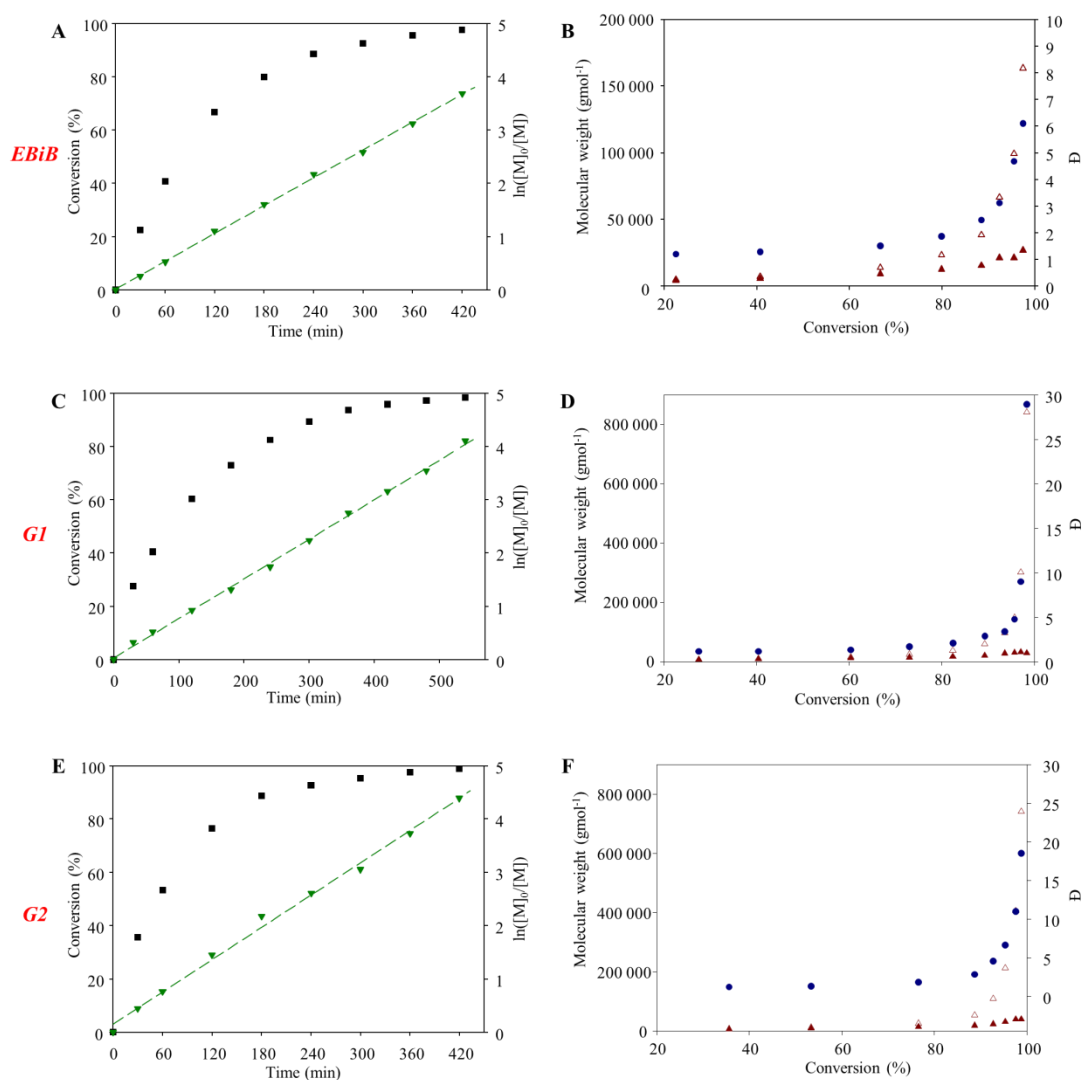 A
B
100
80
60
40
20
0
Conversion (%)
EBiB
5
4
3
2
1
0
ln([M]₀/[M])
0 60 120 180 240 300 360 420
Time (min)
200 000
150 000
100 000
50 000
0
Molecular weight (gmol⁻¹)
10
9
8
7
6
5
4
3
2
1
0
Đ
20 40 60 80 100
Conversion (%)
C
D
100
80
60
40
20
0
Conversion (%)
G1
5
4
3
2
1
0
ln([M]₀/[M])
100 200 300 400 500
Time (min)
800 000
600 000
400 000
200 000
0
Molecular weight (gmol⁻¹)
30
25
20
15
10
5
0
Đ
20 40 60 80 100
Conversion (%)
E
F
100
80
60
40
20
0
Conversion (%)
G2
5
4
3
2
1
0
ln([M]₀/[M])
0 60 120 180 240 300 360 420
Time (min)
800 000
600 000
400 000
200 000
0
Molecular weight (gmol⁻¹)
30
25
20
15
10
5
0
Đ
20 40 60 80 100
Conversion (%)